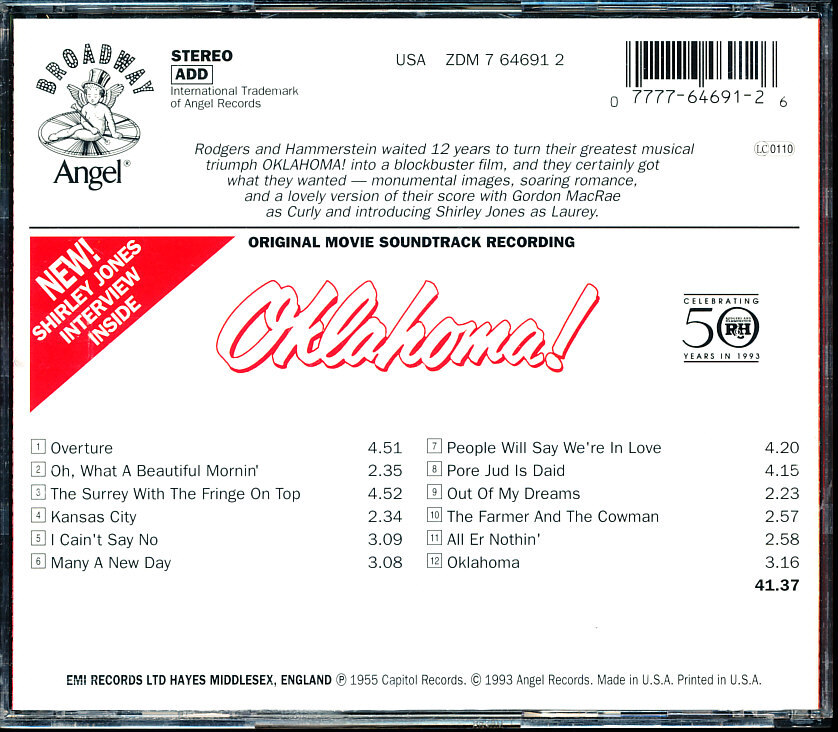 BROADWAY
Angel®
STEREO
ADD
International Trademark
of Angel Records
USA ZDM 7 64691 2
0 7777-64691-2 6
LC 0110
Rodgers and Hammerstein waited 12 years to turn their greatest musical
triumph OKLAHOMA! into a blockbuster film, and they certainly got
what they wanted — monumental images, soaring romance,
and a lovely version of their score with Gordon MacRae
as Curly and introducing Shirley Jones as Laurey.
NEW!
SHIRLEY JONES
INTERVIEW
INSIDE
ORIGINAL MOVIE SOUNDTRACK RECORDING
Oklahoma!
CELEBRATING
50
R&H
YEARS IN 1993
1 Overture 4.51
2 Oh, What A Beautiful Mornin' 2.35
3 The Surrey With The Fringe On Top 4.52
4 Kansas City 2.34
5 I Cain't Say No 3.09
6 Many A New Day 3.08
7 People Will Say We're In Love 4.20
8 Pore Jud Is Daid 4.15
9 Out Of My Dreams 2.23
10 The Farmer And The Cowman 2.57
11 All Er Nothin' 2.58
12 Oklahoma 3.16
41.37
EMI RECORDS LTD HAYES MIDDLESEX, ENGLAND ℗ 1955 Capitol Records. © 1993 Angel Records. Made in U.S.A. Printed in U.S.A.